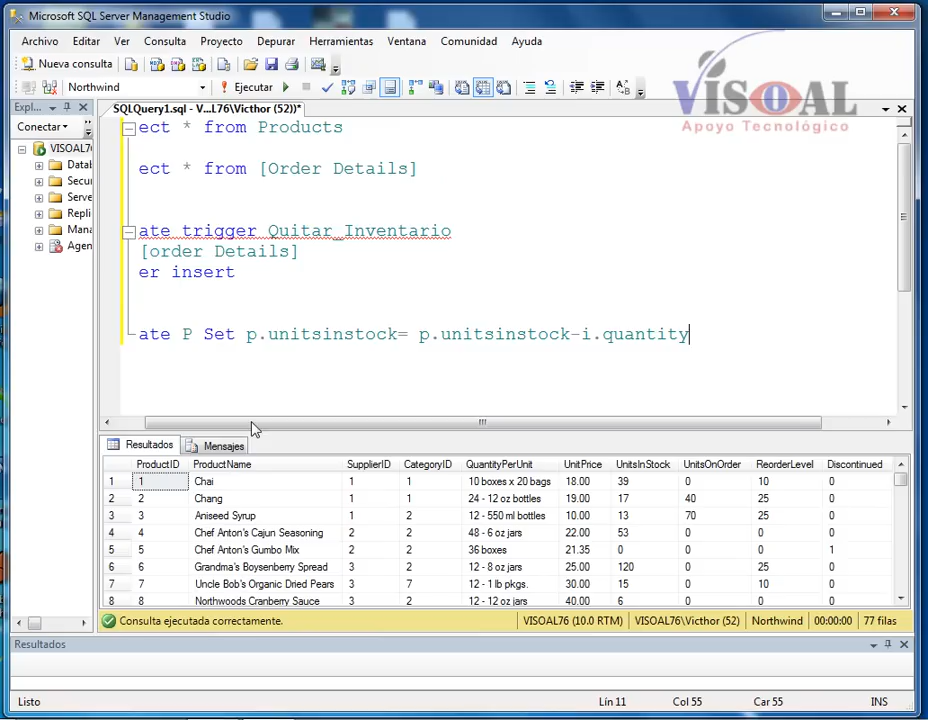 Microsoft SQL Server Management Studio
Archivo Editar Ver Consulta Proyecto Depurar Herramientas Ventana Comunidad Ayuda
Nueva consulta
VISOAL
Apoyo Tecnológico
Northwind Ejecutar
Expl... SQLQuery1.sql - V...L76\Victhor (52))*
Conectar
VISOAL76
Datab
Secur
Serve
Repli
Mana
Agen
ect * from Products
ect * from [Order Details]
ate trigger Quitar_Inventario
[order Details]
er insert
ate P Set p.unitsinstock= p.unitsinstock-i.quantity
Resultados Mensajes
ProductID ProductName SupplierID CategoryID QuantityPerUnit UnitPrice UnitsInStock UnitsOnOrder ReorderLevel Discontinued
1 1 Chai 1 1 10 boxes x 20 bags 18.00 39 0 10 0
2 2 Chang 1 1 24 - 12 oz bottles 19.00 17 40 25 0
3 3 Aniseed Syrup 1 2 12 - 550 ml bottles 10.00 13 70 25 0
4 4 Chef Anton's Cajun Seasoning 2 2 48 - 6 oz jars 22.00 53 0 0 0
5 5 Chef Anton's Gumbo Mix 2 2 36 boxes 21.35 0 0 0 1
6 6 Grandma's Boysenberry Spread 3 2 12 - 8 oz jars 25.00 120 0 25 0
7 7 Uncle Bob's Organic Dried Pears 3 7 12 - 1 lb pkgs. 30.00 15 0 10 0
8 8 Northwoods Cranberry Sauce 3 2 12 - 12 oz jars 40.00 6 0 0 0
Consulta ejecutada correctamente. VISOAL76 (10.0 RTM) VISOAL76\Victhor (52) Northwind 00:00:00 77 filas
Resultados
Listo Lín 11 Col 55 Car 55 INS